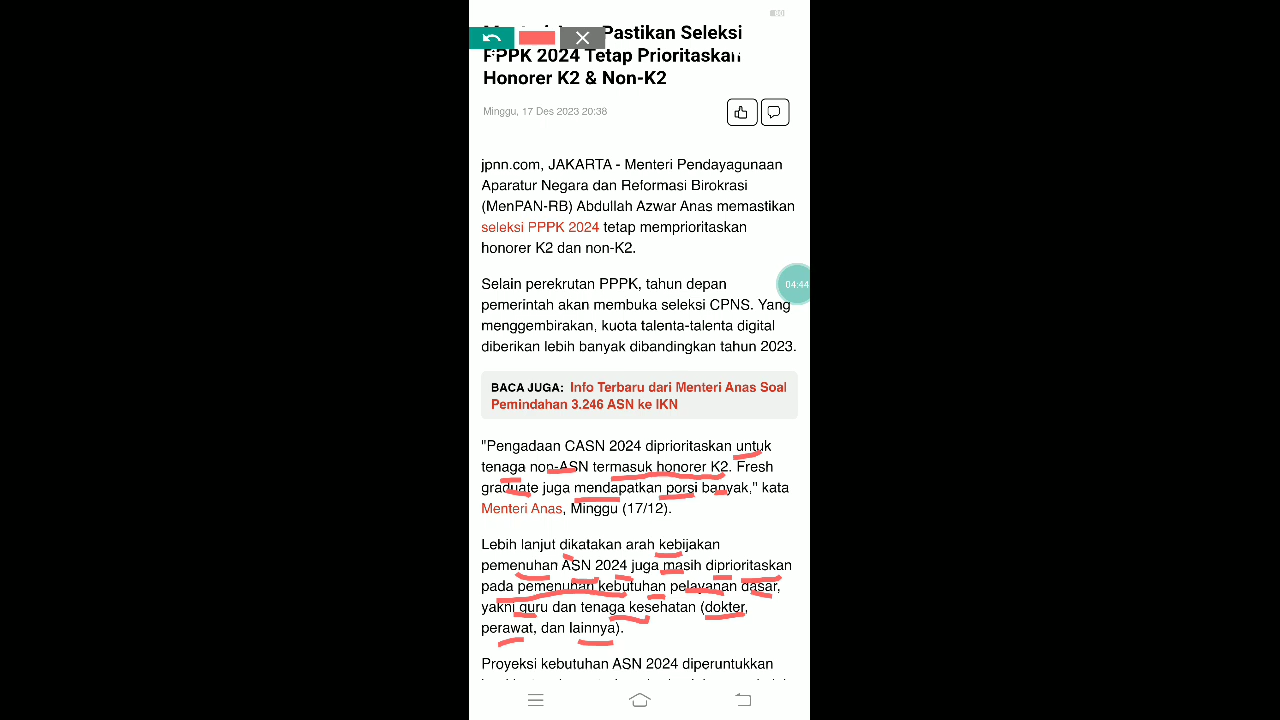 Pastikan Seleksi
PPPK 2024 Tetap Prioritaskan
Honorer K2 & Non-K2
Minggu, 17 Des 2023 20:38
jpnn.com, JAKARTA - Menteri Pendayagunaan
Aparatur Negara dan Reformasi Birokrasi
(MenPAN-RB) Abdullah Azwar Anas memastikan
seleksi PPPK 2024 tetap memprioritaskan
honorer K2 dan non-K2.
Selain perekrutan PPPK, tahun depan
04:44
pemerintah akan membuka seleksi CPNS. Yang
menggembirakan, kuota talenta-talenta digital
diberikan lebih banyak dibandingkan tahun 2023.
BACA JUGA: Info Terbaru dari Menteri Anas Soal
Pemindahan 3.246 ASN ke IKN
"Pengadaan CASN 2024 diprioritaskan untuk
tenaga non-ASN termasuk honorer K2. Fresh
graduate juga mendapatkan porsi banyak," kata
Menteri Anas, Minggu (17/12).
Lebih lanjut dikatakan arah kebijakan
pemenuhan ASN 2024 juga masih diprioritaskan
pada pemenuhan kebutuhan pelayanan dasar,
yakni guru dan tenaga kesehatan (dokter,
perawat, dan lainnya).
Proyeksi kebutuhan ASN 2024 diperuntukkan